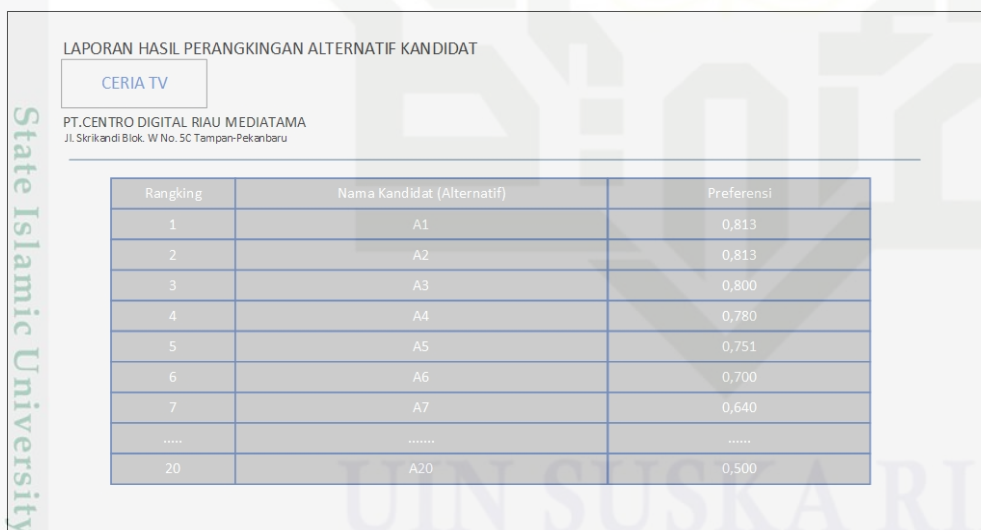 LAPORAN HASIL PERANGKINGAN ALTERNATIF KANDIDAT
CERIA TV
PT.CENTRO DIGITAL RIAU MEDIATAMA
Jl. Skrikandi Blok. W No. 5C Tampan-Pekanbaru
Rangking Nama Kandidat (Alternatif) Preferensi
1 A1 0,813
2 A2 0,813
3 A3 0,800
4 A4 0,780
5 A5 0,751
6 A6 0,700
7 A7 0,640
..... ....... ......
20 A20 0,500
State Islamic University
UIN SUSKA RI